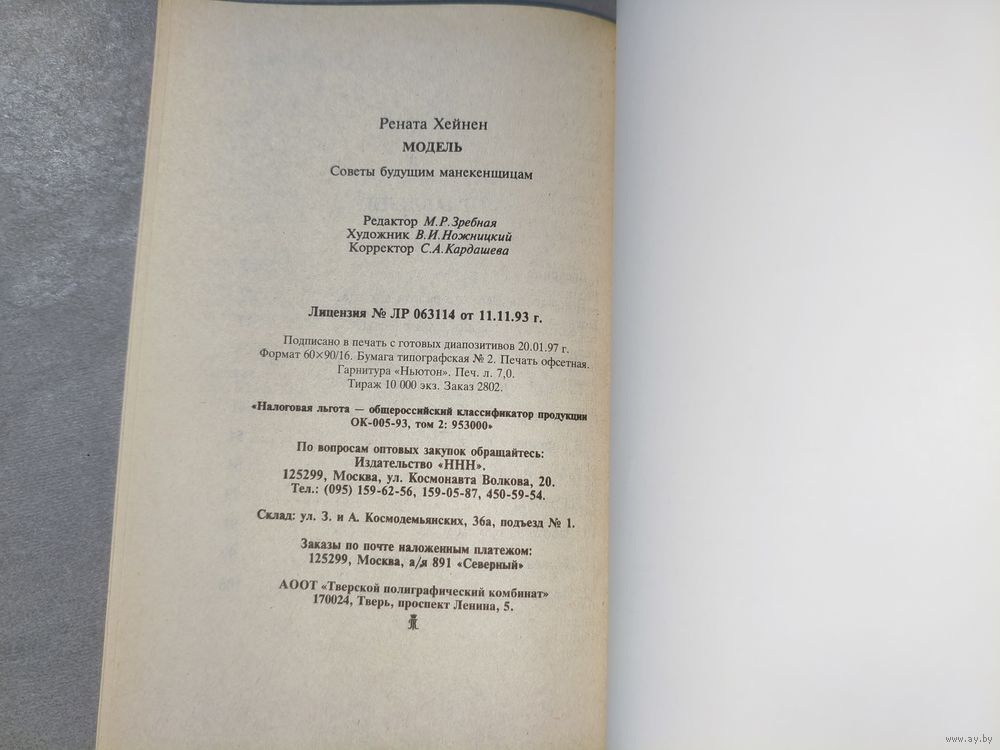 Рената Хейнен
МОДЕЛЬ
Советы будущим манекенщицам
Редактор М.Р.Зребная
Художник В.И.Ножницкий
Корректор С.А.Кардашева
Лицензия № ЛР 063114 от 11.11.93 г.
Подписано в печать с готовых диапозитивов 20.01.97 г.
Формат 60×90/16. Бумага типографская № 2. Печать офсетная.
Гарнитура «Ньютон». Печ. л. 7,0.
Тираж 10 000 экз. Заказ 2802.
«Налоговая льгота — общероссийский классификатор продукции
ОК-005-93, том 2: 953000»
По вопросам оптовых закупок обращайтесь:
Издательство «ННН».
125299, Москва, ул. Космонавта Волкова, 20.
Тел.: (095) 159-62-56, 159-05-87, 450-59-54.
Склад: ул. З. и А. Космодемьянских, 36а, подъезд № 1.
Заказы по почте наложенным платежом:
125299, Москва, а/я 891 «Северный»
АООТ «Тверской полиграфический комбинат»
170024, Тверь, проспект Ленина, 5.
www.ay.by